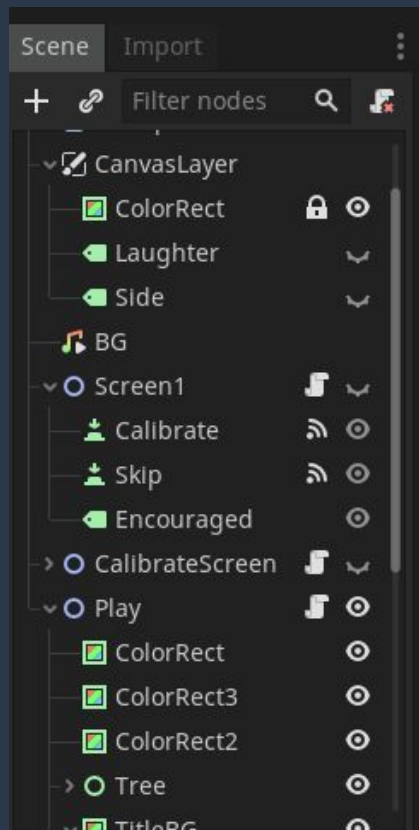 Scene Import
Filter nodes
CanvasLayer
ColorRect
Laughter
Side
BG
Screen1
Calibrate
Skip
Encouraged
CalibrateScreen
Play
ColorRect
ColorRect3
ColorRect2
Tree
TitleBG